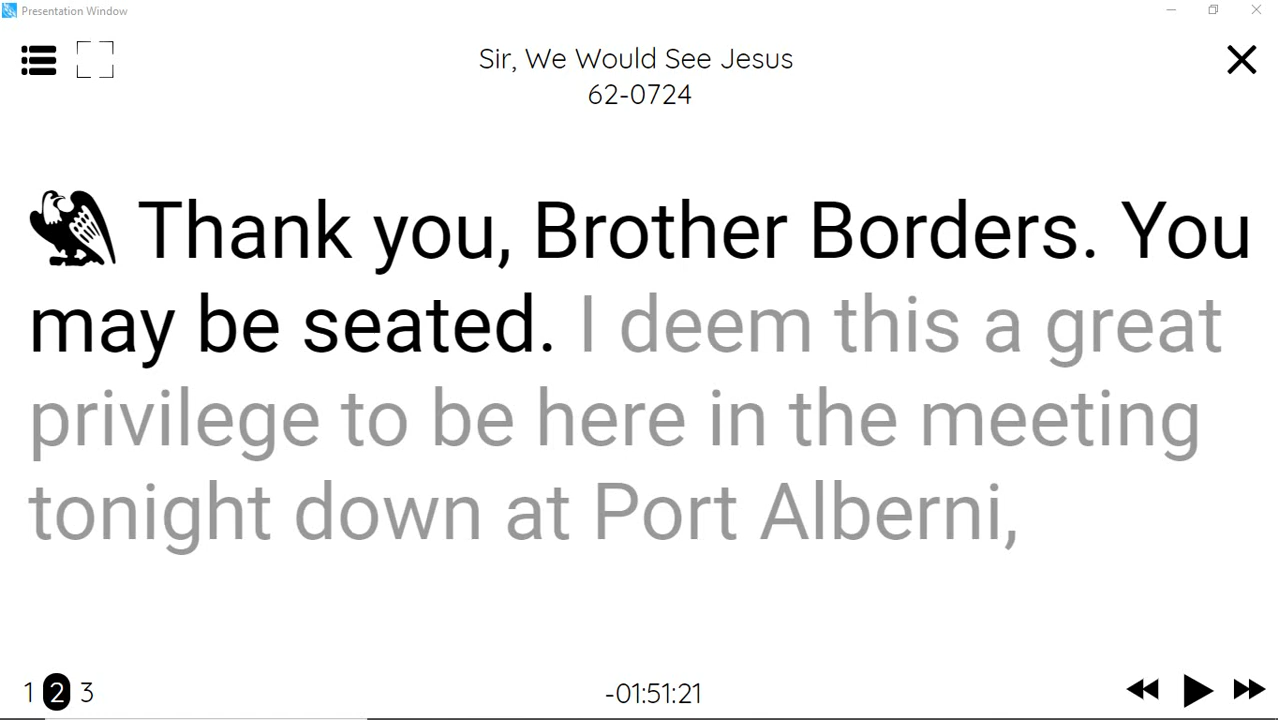 Presentation Window
Sir, We Would See Jesus
62-0724
Thank you, Brother Borders. You
may be seated. I deem this a great
privilege to be here in the meeting
tonight down at Port Alberni,
1 2 3
-01:51:21